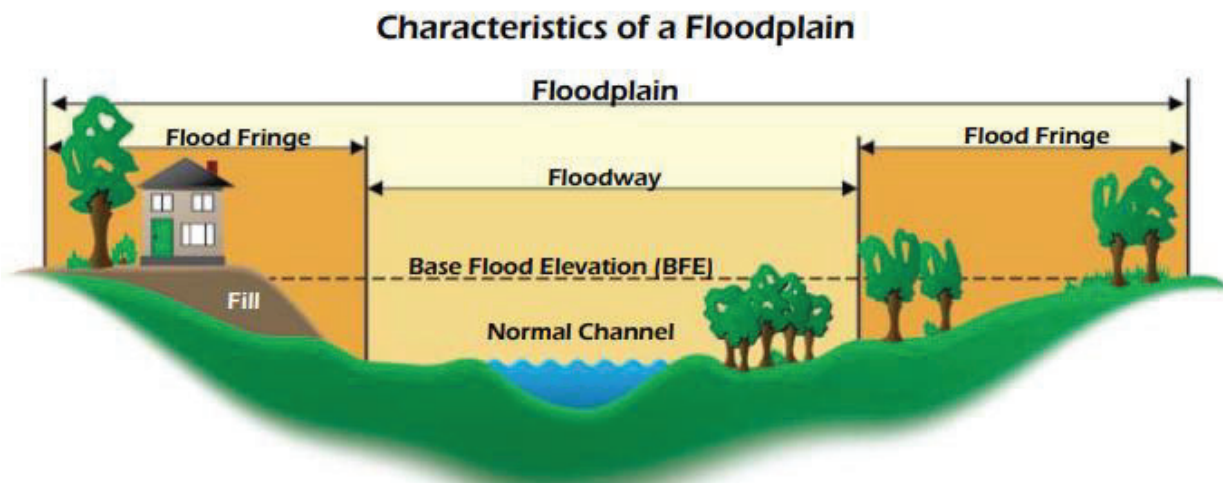 Characteristics of a Floodplain
Floodplain
Flood Fringe
Flood Fringe
Floodway
Base Flood Elevation (BFE)
Fill
Normal Channel